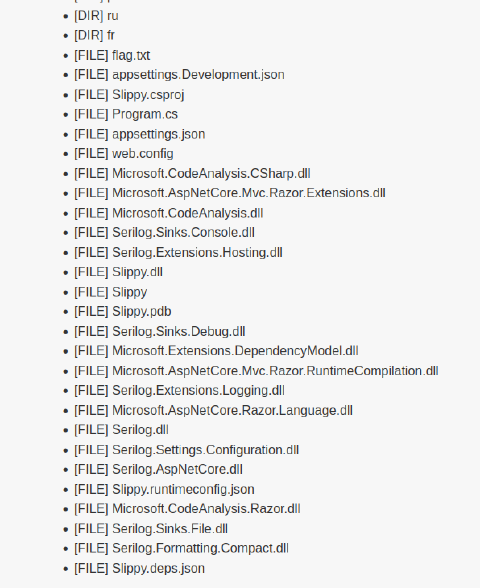 [DIR] ru
[DIR] fr
[FILE] flag.txt
[FILE] appsettings.Development.json
[FILE] Slippy.csproj
[FILE] Program.cs
[FILE] appsettings.json
[FILE] web.config
[FILE] Microsoft.CodeAnalysis.CSharp.dll
[FILE] Microsoft.AspNetCore.Mvc.Razor.Extensions.dll
[FILE] Microsoft.CodeAnalysis.dll
[FILE] Serilog.Sinks.Console.dll
[FILE] Serilog.Extensions.Hosting.dll
[FILE] Slippy.dll
[FILE] Slippy
[FILE] Slippy.pdb
[FILE] Serilog.Sinks.Debug.dll
[FILE] Microsoft.Extensions.DependencyModel.dll
[FILE] Microsoft.AspNetCore.Mvc.Razor.RuntimeCompilation.dll
[FILE] Serilog.Extensions.Logging.dll
[FILE] Microsoft.AspNetCore.Razor.Language.dll
[FILE] Serilog.dll
[FILE] Serilog.Settings.Configuration.dll
[FILE] Serilog.AspNetCore.dll
[FILE] Slippy.runtimeconfig.json
[FILE] Microsoft.CodeAnalysis.Razor.dll
[FILE] Serilog.Sinks.File.dll
[FILE] Serilog.Formatting.Compact.dll
[FILE] Slippy.deps.json